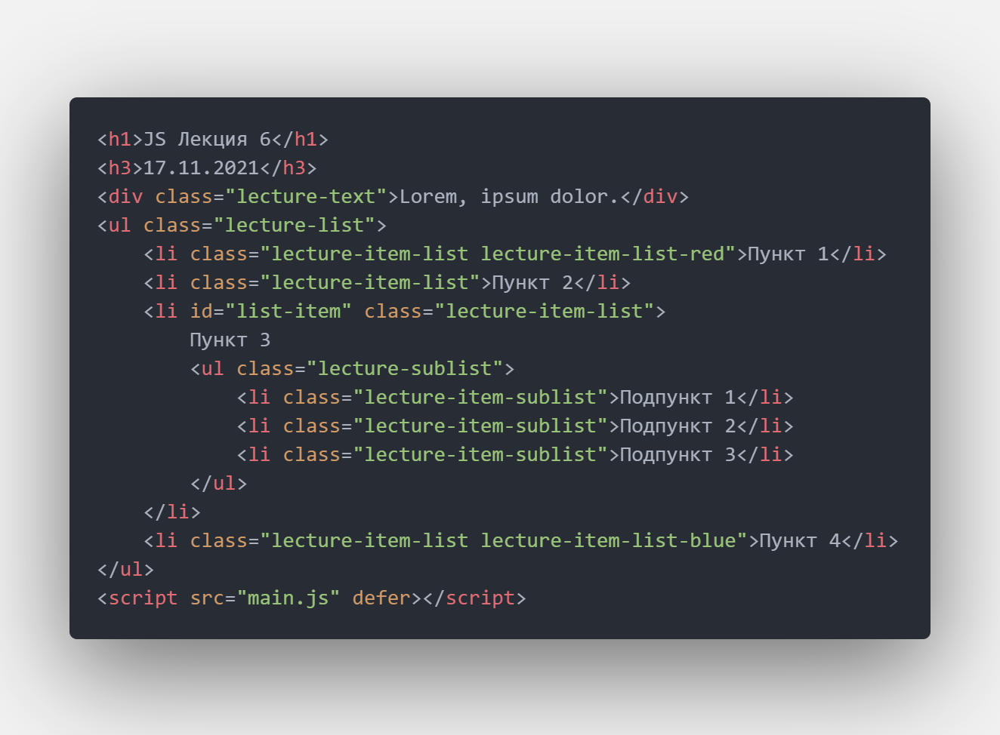 <h1>JS Лекция 6</h1>
<h3>17.11.2021</h3>
<div class="lecture-text">Lorem, ipsum dolor.</div>
<ul class="lecture-list">
    <li class="lecture-item-list lecture-item-list-red">Пункт 1</li>
    <li class="lecture-item-list">Пункт 2</li>
    <li id="list-item" class="lecture-item-list">
        Пункт 3
        <ul class="lecture-sublist">
            <li class="lecture-item-sublist">Подпункт 1</li>
            <li class="lecture-item-sublist">Подпункт 2</li>
            <li class="lecture-item-sublist">Подпункт 3</li>
        </ul>
    </li>
    <li class="lecture-item-list lecture-item-list-blue">Пункт 4</li>
</ul>
<script src="main.js" defer></script>